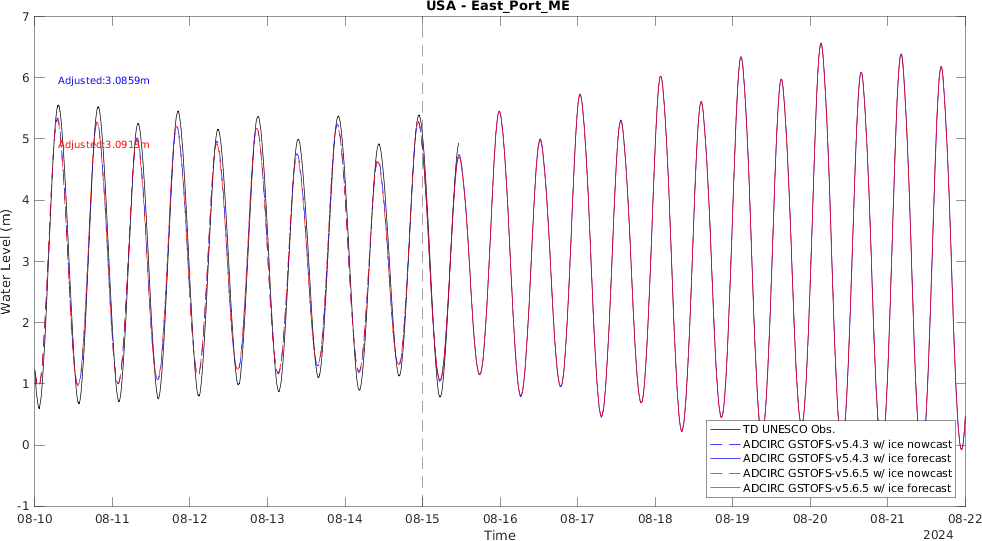 USA - East_Port_ME
7
6
5
4
3
2
1
0
-1
Water Level (m)
Adjusted:3.0859m
Adjusted:3.0913m
TD UNESCO Obs.
ADCIRC GSTOFS-v5.4.3 w/ ice nowcast
ADCIRC GSTOFS-v5.4.3 w/ ice forecast
ADCIRC GSTOFS-v5.6.5 w/ ice nowcast
ADCIRC GSTOFS-v5.6.5 w/ ice forecast
08-10 08-11 08-12 08-13 08-14 08-15 08-16 08-17 08-18 08-19 08-20 08-21 08-22
Time
2024